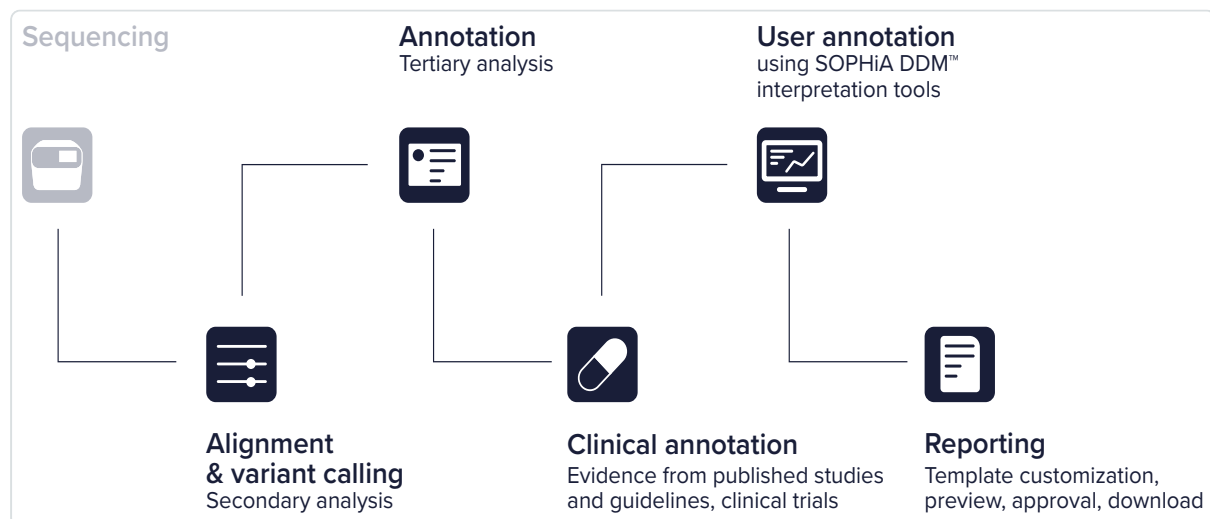 Sequencing
Annotation
Tertiary analysis
User annotation
using SOPHiA DDM™
interpretation tools
Alignment
& variant calling
Secondary analysis
Clinical annotation
Evidence from published studies
and guidelines, clinical trials
Reporting
Template customization,
preview, approval, download